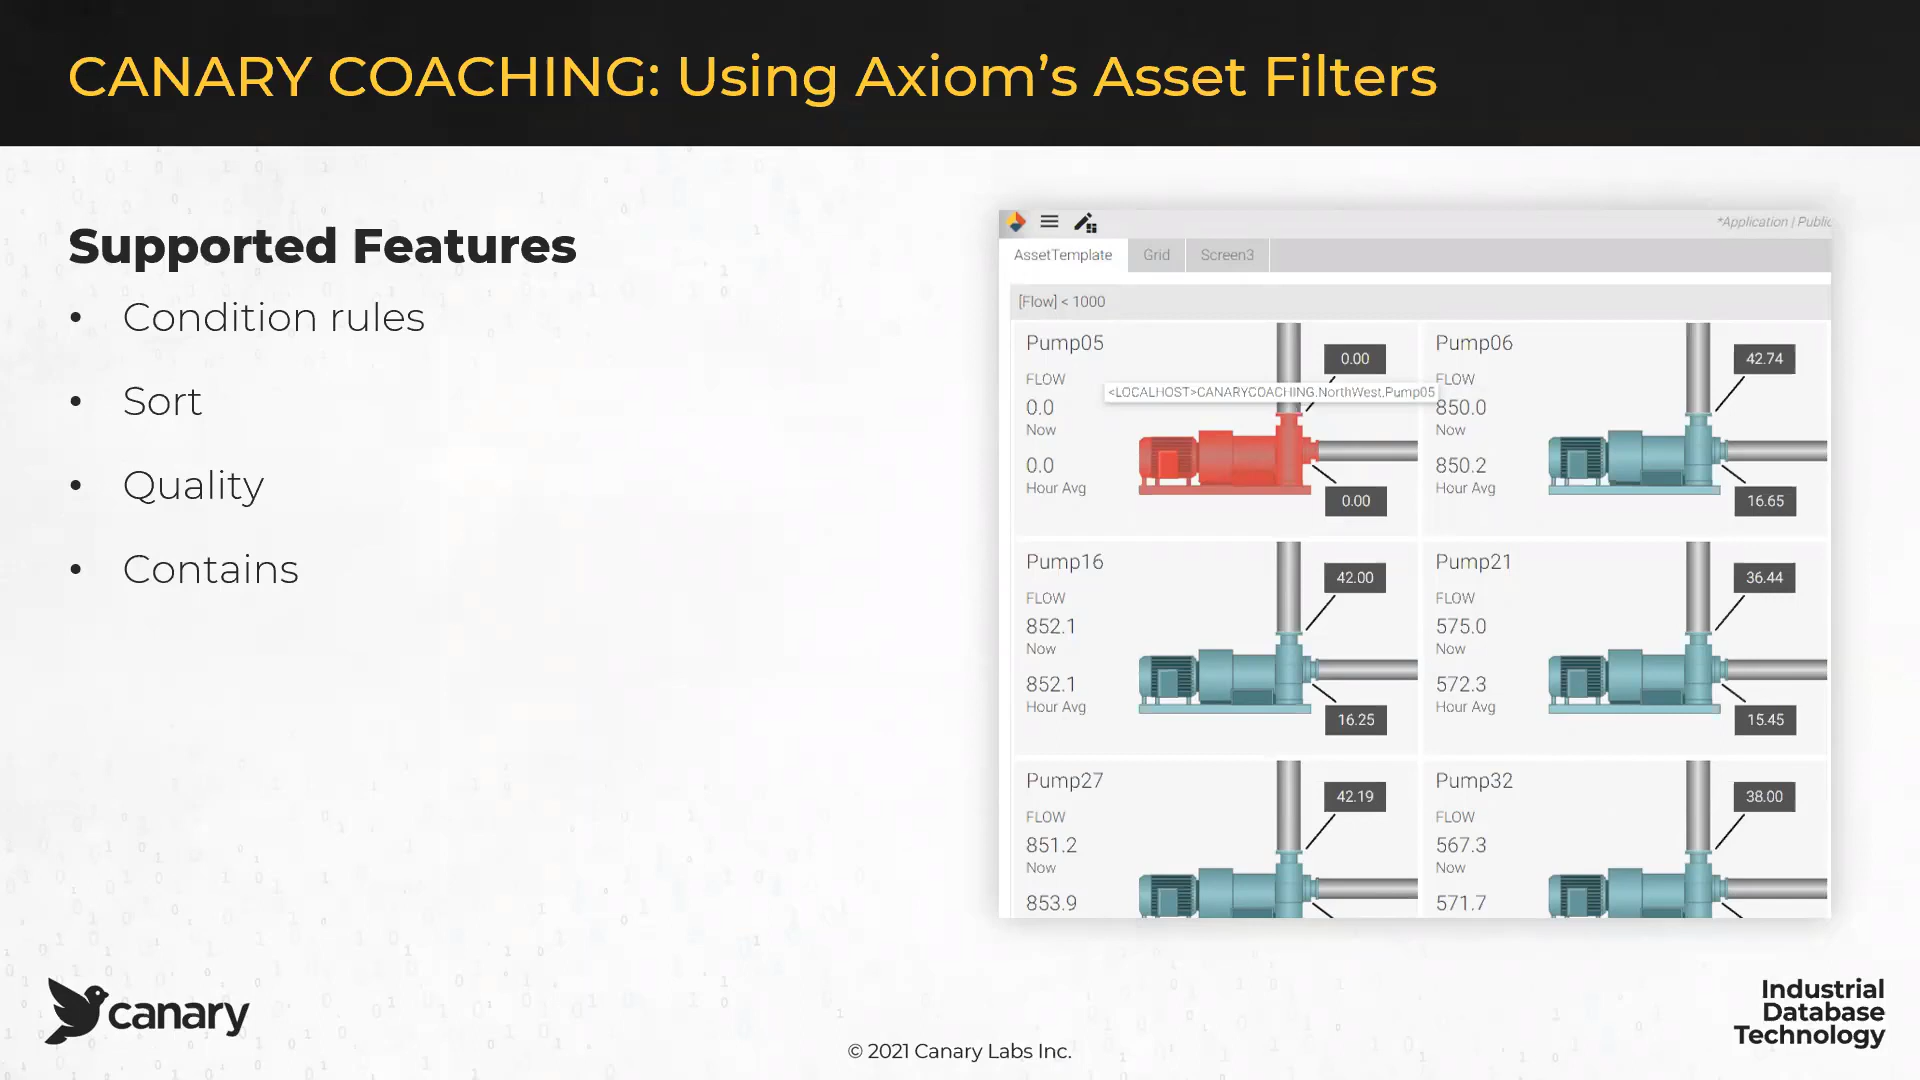 CANARY COACHING: Using Axiom’s Asset Filters
Supported Features
• Condition rules
• Sort
• Quality
• Contains
*Application | Public
AssetTemplate Grid Screen3
[Flow] < 1000
Pump05
FLOW
0.0
Now
0.0
Hour Avg
0.00
<LOCALHOST>CANARYCOACHING.NorthWest.Pump05
0.00
Pump06
FLOW
850.0
Now
850.2
Hour Avg
42.74
16.65
Pump16
FLOW
852.1
Now
852.1
Hour Avg
42.00
16.25
Pump21
FLOW
575.0
Now
572.3
Hour Avg
36.44
15.45
Pump27
FLOW
851.2
Now
853.9
42.19
Pump32
FLOW
567.3
Now
571.7
38.00
canary
© 2021 Canary Labs Inc.
Industrial
Database
Technology